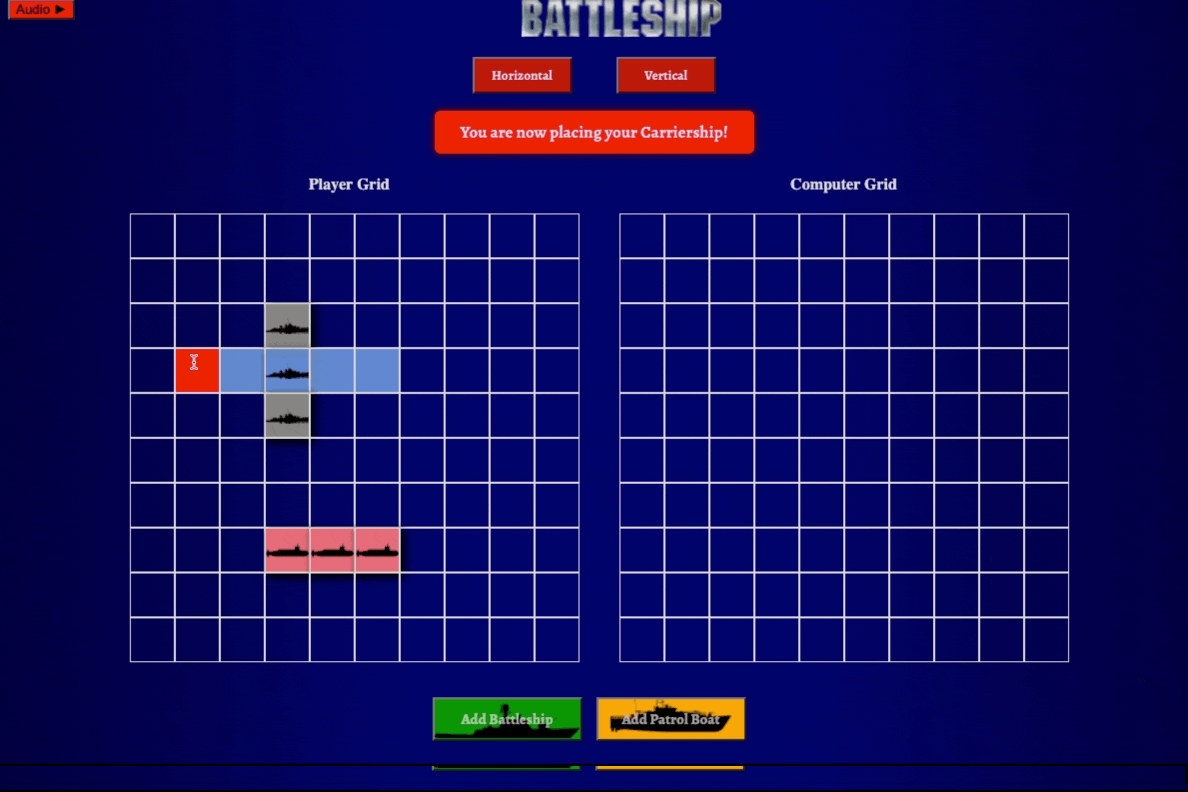 Audio ►
BATTLESHIP
Horizontal
Vertical
You are now placing your Carriership!
Player Grid
Computer Grid
Add Battleship
Add Patrol Boat